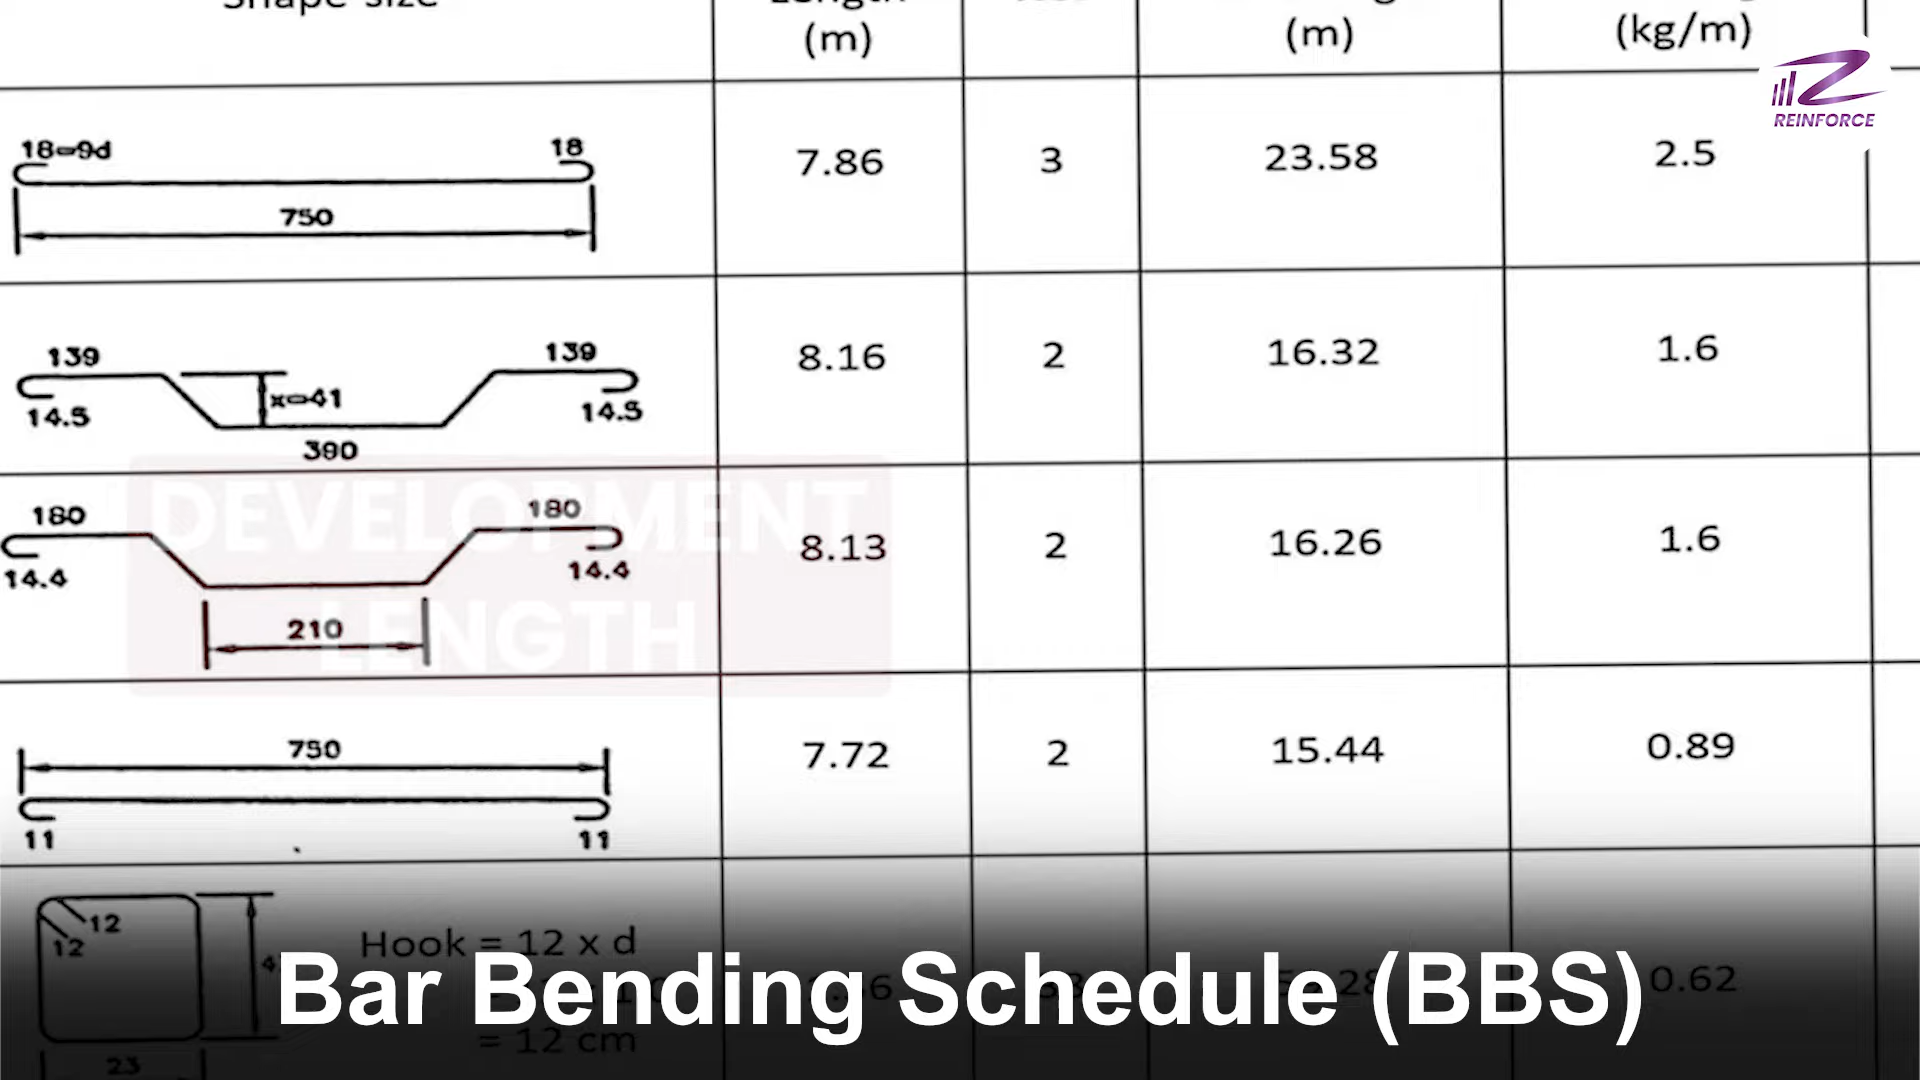 Shape size
Length
(m)
(m)
(kg/m)
REINFORCE
18=9d
18
750
7.86
3
23.58
2.5
139
139
x=41
14.5
14.5
390
8.16
2
16.32
1.6
DEVELOPMENT
LENGTH
180
180
14.4
14.4
210
8.13
2
16.26
1.6
750
11
11
7.72
2
15.44
0.89
12
12
Hook = 12 x d
= 12 cm
23
0.62
Bar Bending Schedule (BBS)